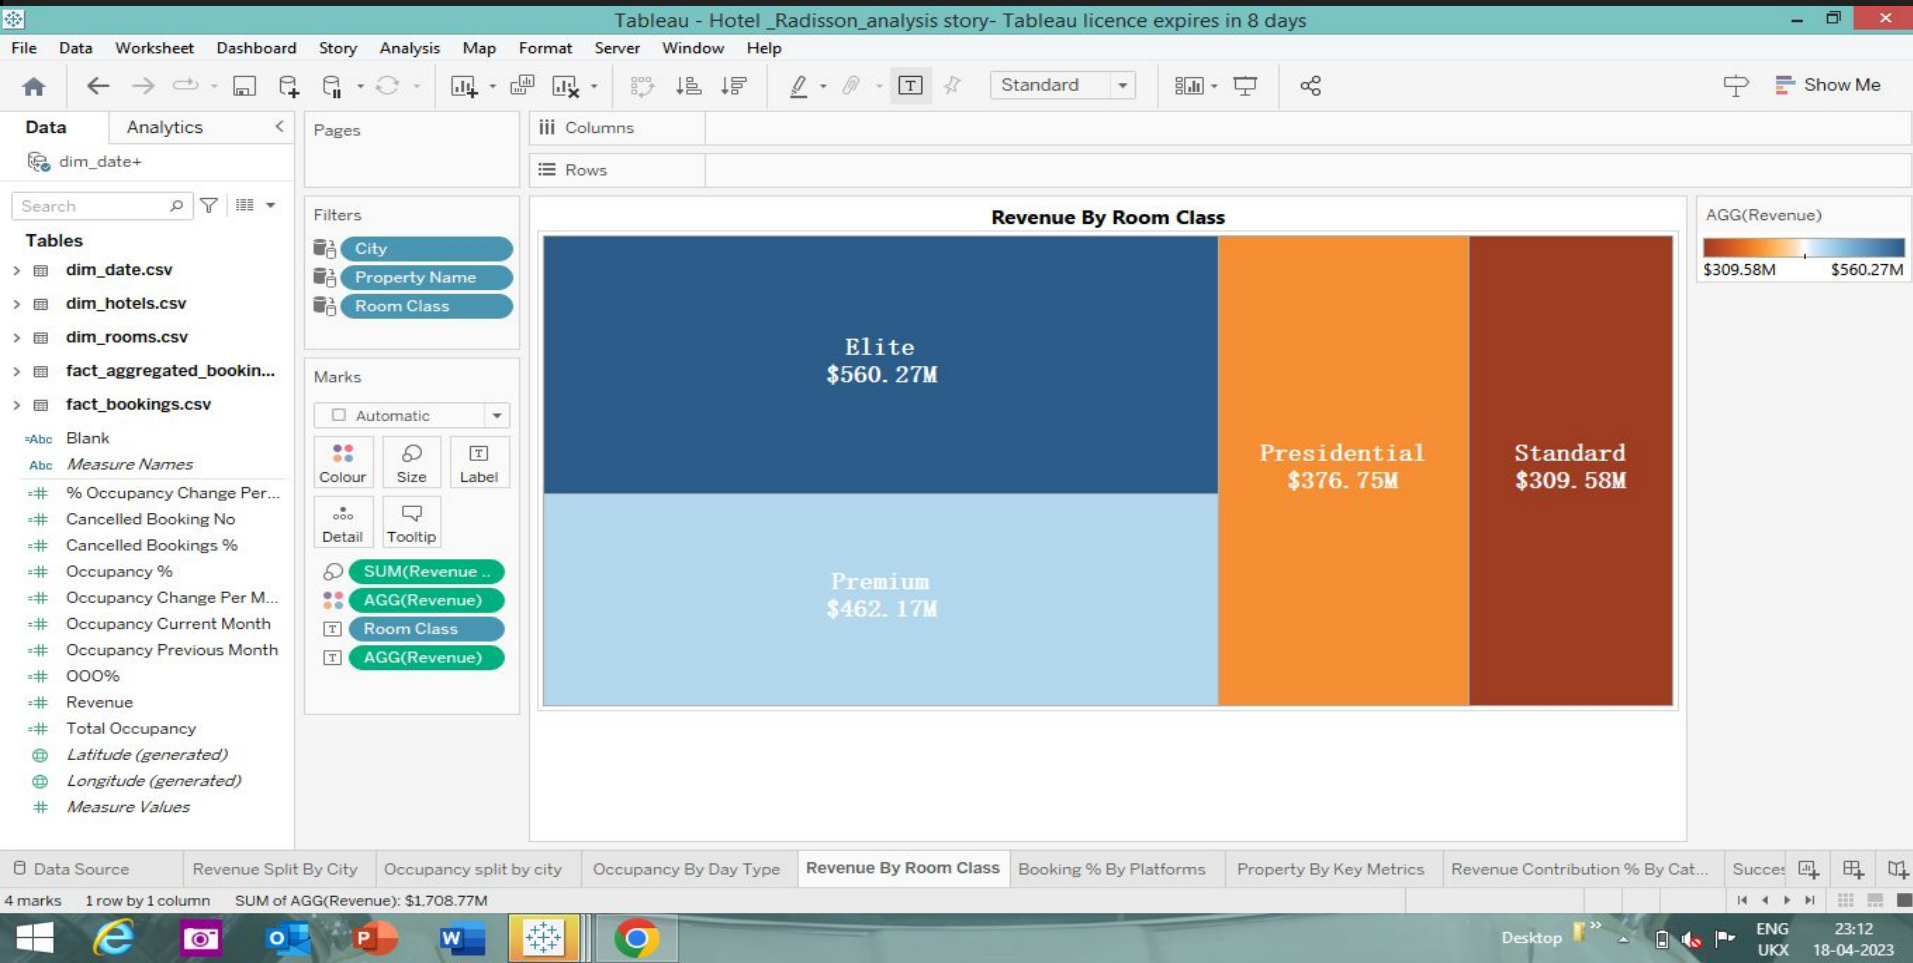 Tableau - Hotel _Radisson_analysis story- Tableau licence expires in 8 days
File Data Worksheet Dashboard Story Analysis Map Format Server Window Help
Standard
Show Me
Data Analytics
dim_date+
Search
Tables
dim_date.csv
dim_hotels.csv
dim_rooms.csv
fact_aggregated_bookin...
fact_bookings.csv
=Abc Blank
Abc Measure Names
=# % Occupancy Change Per...
=# Cancelled Booking No
=# Cancelled Bookings %
=# Occupancy %
=# Occupancy Change Per M...
=# Occupancy Current Month
=# Occupancy Previous Month
=# OOO%
=# Revenue
=# Total Occupancy
Latitude (generated)
Longitude (generated)
# Measure Values
Pages
Filters
City
Property Name
Room Class
Marks
Automatic
Colour Size Label
Detail Tooltip
SUM(Revenue ..
AGG(Revenue)
Room Class
AGG(Revenue)
Columns
Rows
Revenue By Room Class
Elite
$560.27M
Premium
$462.17M
Presidential
$376.75M
Standard
$309.58M
AGG(Revenue)
$309.58M $560.27M
Data Source Revenue Split By City Occupancy split by city Occupancy By Day Type Revenue By Room Class Booking % By Platforms Property By Key Metrics Revenue Contribution % By Cat... Succes
4 marks 1 row by 1 column SUM of AGG(Revenue): $1,708.77M
Desktop
ENG
UKX
23:12
18-04-2023